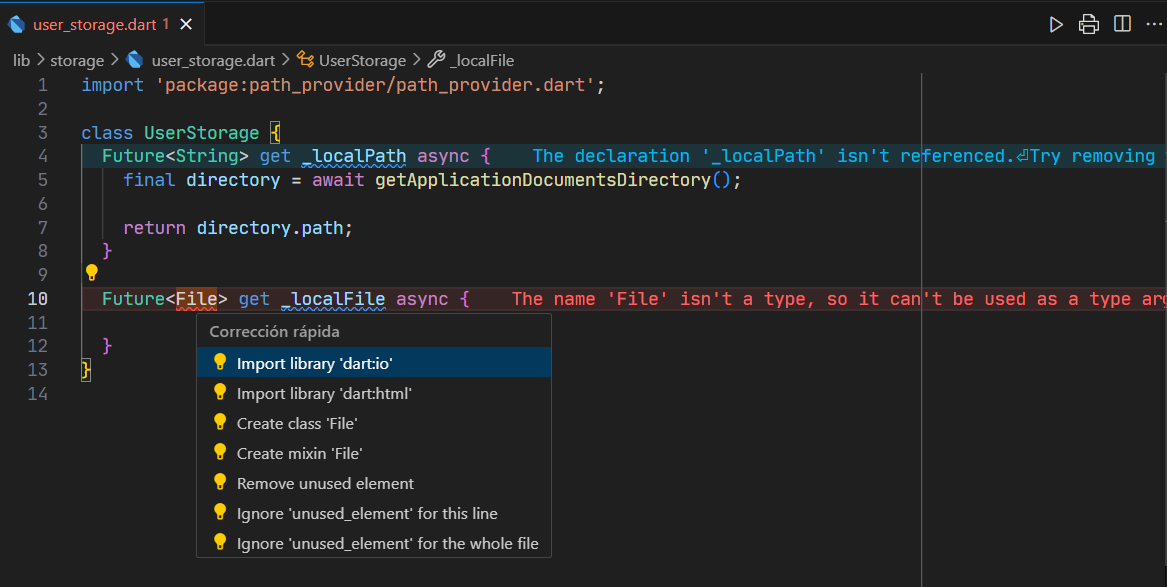 user_storage.dart 1
lib > storage > user_storage.dart > UserStorage > _localFile
1 import 'package:path_provider/path_provider.dart';
2
3 class UserStorage {
4 Future<String> get _localPath async { The declaration '_localPath' isn't referenced.⏎Try removing
5 final directory = await getApplicationDocumentsDirectory();
6
7 return directory.path;
8 }
9
10 Future<File> get _localFile async { The name 'File' isn't a type, so it can't be used as a type arg
11
Corrección rápida
12 }
13 }
Import library 'dart:io'
14
Import library 'dart:html'
Create class 'File'
Create mixin 'File'
Remove unused element
Ignore 'unused_element' for this line
Ignore 'unused_element' for the whole file